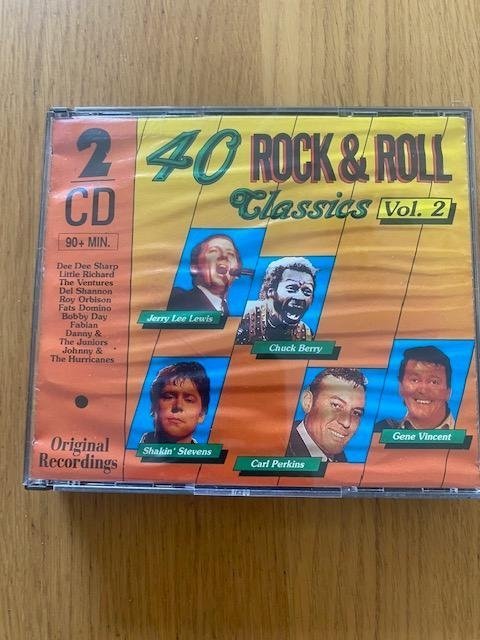 2
CD
90+ MIN.
Dee Dee Sharp
Little Richard
The Ventures
Del Shannon
Roy Orbison
Fats Domino
Bobby Day
Fabian
Danny &
The Juniors
Johnny &
The Hurricanes
Original
Recordings
40 ROCK & ROLL
Classics Vol. 2
Jerry Lee Lewis
Chuck Berry
Shakin' Stevens
Carl Perkins
Gene Vincent